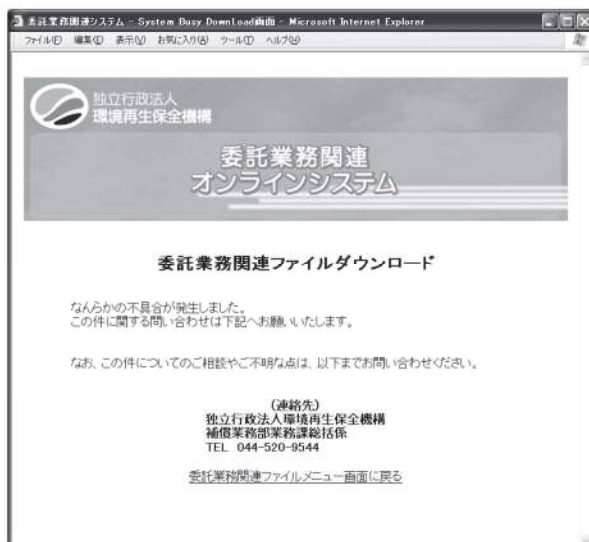 委託業務関連システム - System Busy DownLoad画面 - Microsoft Internet Explorer
ファイル(F) 編集(E) 表示(V) お気に入り(A) ツール(T) ヘルプ(H)
独立行政法人
環境再生保全機構
委託業務関連
オンラインシステム
委託業務関連ファイルダウンロード
なんらかの不具合が発生しました。
この件に関する問い合わせは下記へお願いいたします。
なお、この件についてのご相談やご不明な点は、以下までお問い合わせください。
(連絡先)
独立行政法人環境再生保全機構
補償業務部業務課総括係
TEL 044-520-9544
委託業務関連ファイルメニュー画面に戻る